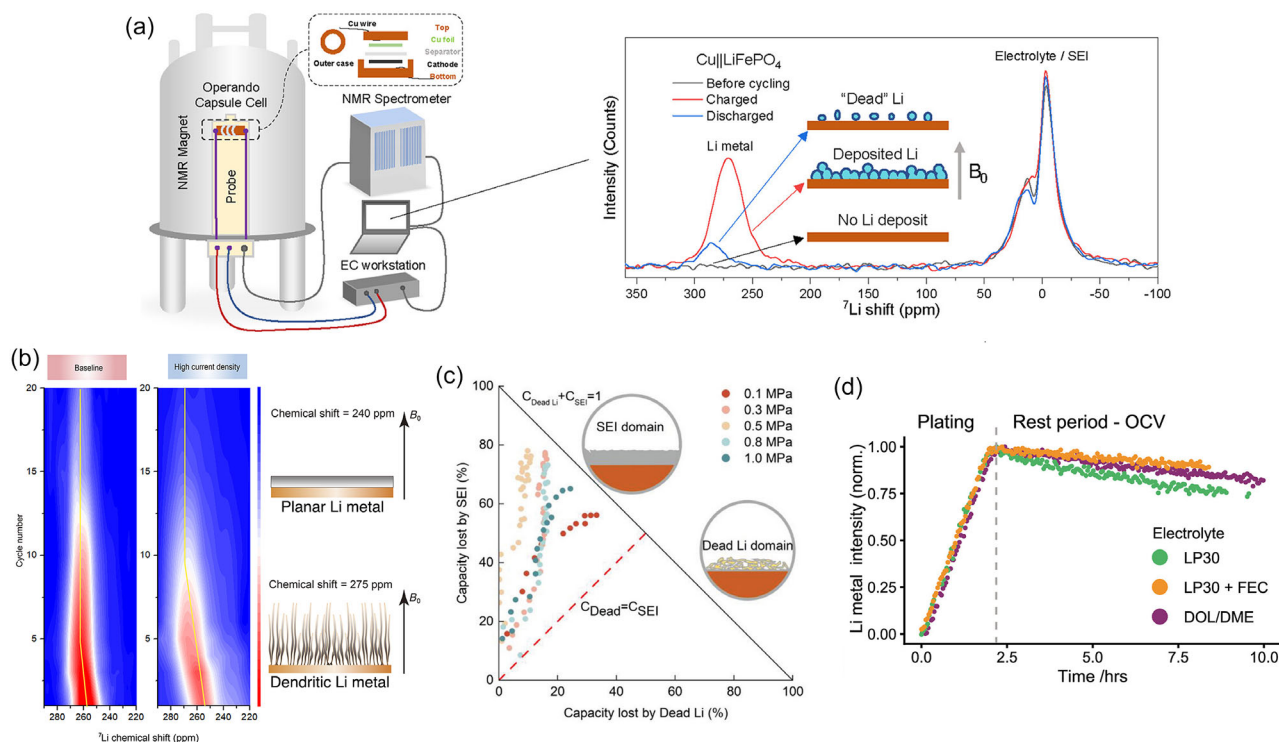 (a)
Cu wire
Top
Cu foil
Separator
Outer case
Cathode
Bottom
Operando
Capsule Cell
NMR Magnet
Probe
NMR Spectrometer
EC workstation
Cu||LiFePO4
Before cycling
Charged
Discharged
Electrolyte / SEI
"Dead" Li
Li metal
Deposited Li
B0
No Li deposit
Intensity (Counts)
360 350 300 250 200 150 100 50 0 -50 -100
7Li shift (ppm)
(b)
Baseline
High current density
20 20
15 15
10 10
5 5
Cycle number
280 260 240 220 280 260 240 220
7Li chemical shift (ppm)
Chemical shift = 240 ppm
B0
Planar Li metal
Chemical shift = 275 ppm
B0
Dendritic Li metal
(c)
100
80
60
40
20
0
Capacity lost by SEI (%)
CDead Li+CSEI=1
SEI domain
0.1 MPa
0.3 MPa
0.5 MPa
0.8 MPa
1.0 MPa
Dead Li domain
CDead=CSEI
0 20 40 60 80 100
Capacity lost by Dead Li (%)
(d)
Plating Rest period - OCV
1.00
0.75
0.50
0.25
0.00
Li metal intensity (norm.)
Electrolyte
LP30
LP30 + FEC
DOL/DME
0.0 2.5 5.0 7.5 10.0
Time /hrs